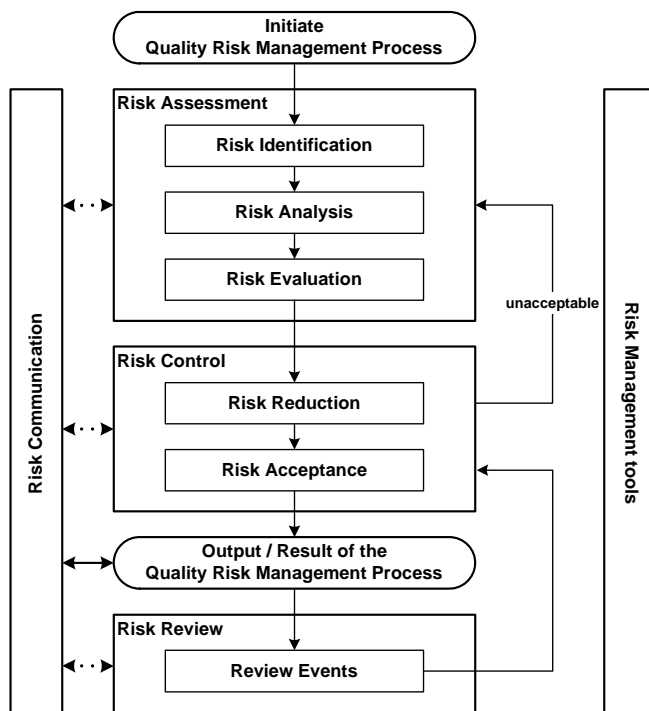 Initiate
Quality Risk Management Process
Risk Assessment
Risk Identification
Risk Analysis
Risk Evaluation
unacceptable
Risk Control
Risk Reduction
Risk Acceptance
Output / Result of the
Quality Risk Management Process
Risk Review
Review Events
Risk Communication
Risk Management tools